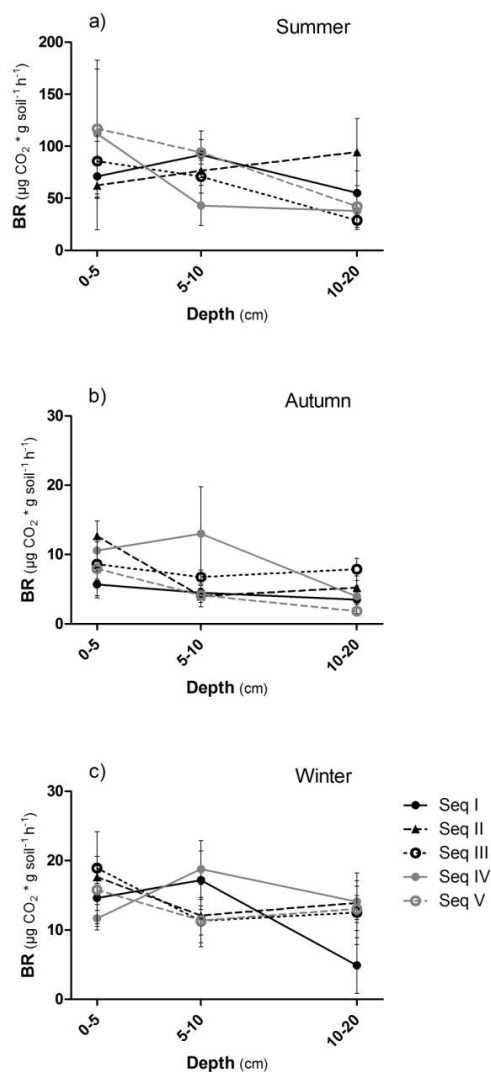 a) Summer
200
150
100
50
0
BR (µg CO₂ * g soil⁻¹ h⁻¹)
0-5 5-10 10-20
Depth (cm)
b) Autumn
30
20
10
0
BR (µg CO₂ * g soil⁻¹ h⁻¹)
0-5 5-10 10-20
Depth (cm)
c) Winter
30
20
10
0
BR (µg CO₂ * g soil⁻¹ h⁻¹)
0-5 5-10 10-20
Depth (cm)
Seq I
Seq II
Seq III
Seq IV
Seq V